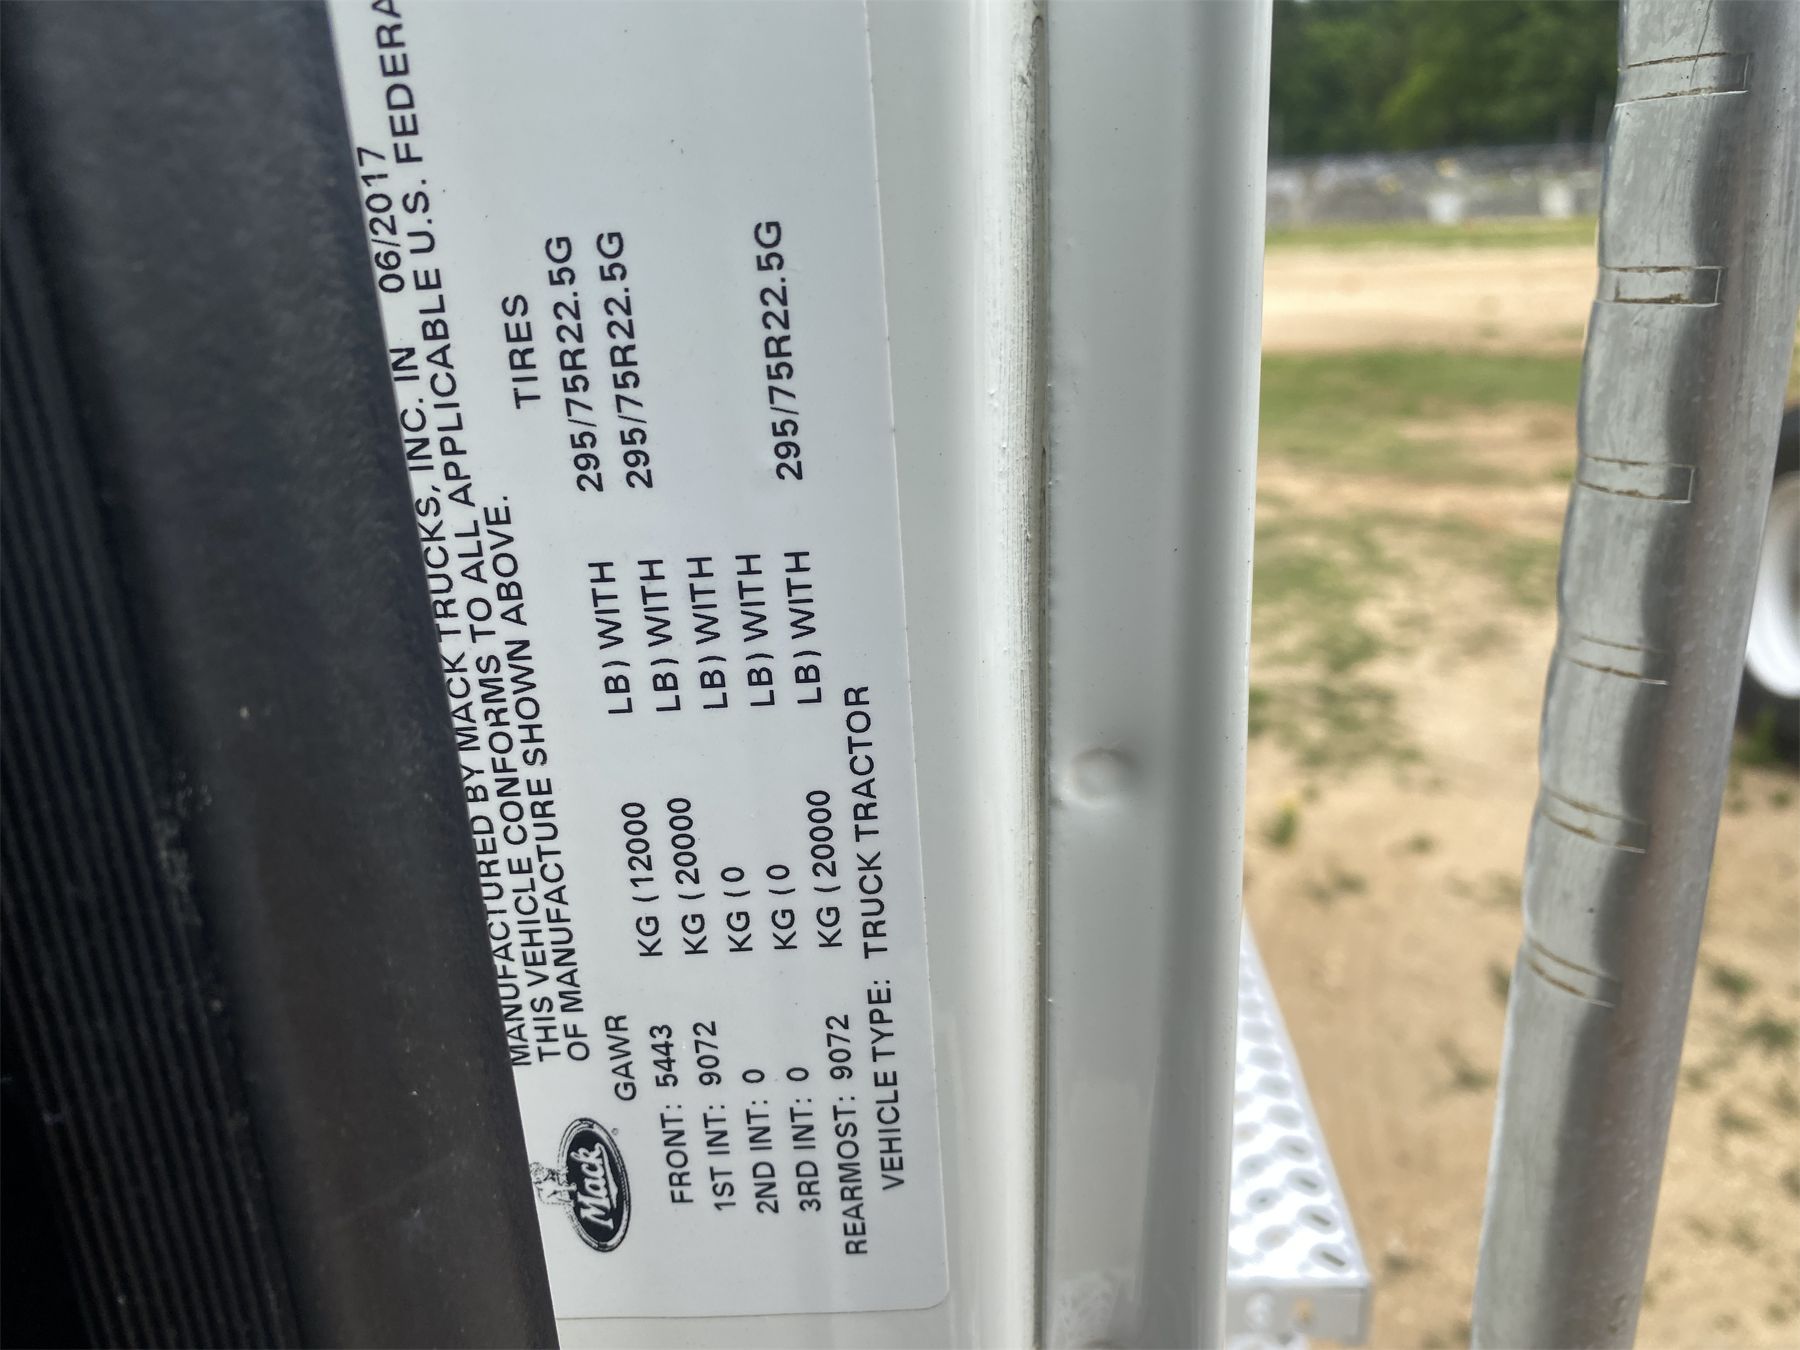 MANUFACTURED BY MACK TRUCKS, INC. IN 06/2017
THIS VEHICLE CONFORMS TO ALL APPLICABLE U.S. FEDERA
OF MANUFACTURE SHOWN ABOVE.
Mack
GAWR TIRES
FRONT: 5443 KG (12000 LB) WITH 295/75R22.5G
1ST INT: 9072 KG (20000 LB) WITH 295/75R22.5G
2ND INT: 0 KG (0 LB) WITH
3RD INT: 0 KG (0 LB) WITH
REARMOST: 9072 KG (20000 LB) WITH 295/75R22.5G
VEHICLE TYPE: TRUCK TRACTOR